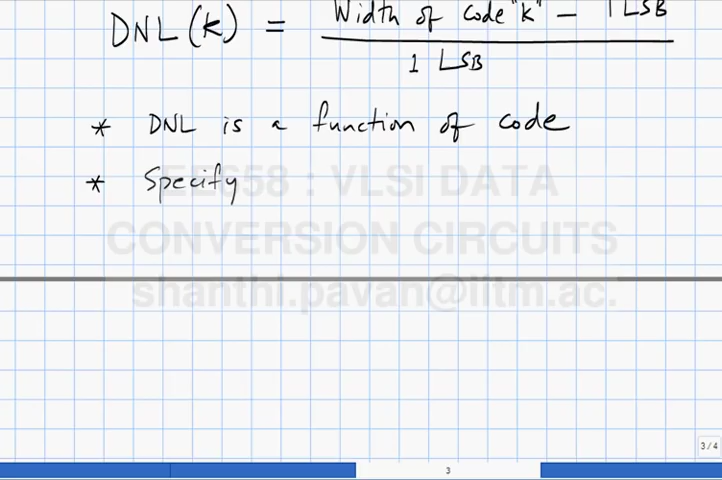 DNL(k) = Width of code "k" - 1 LSB
1 LSB
* DNL is a function of code
* Specify
EE658 : VLSI DATA
CONVERSION CIRCUITS
shanthi.pavan@iitm.ac.
3/4
3